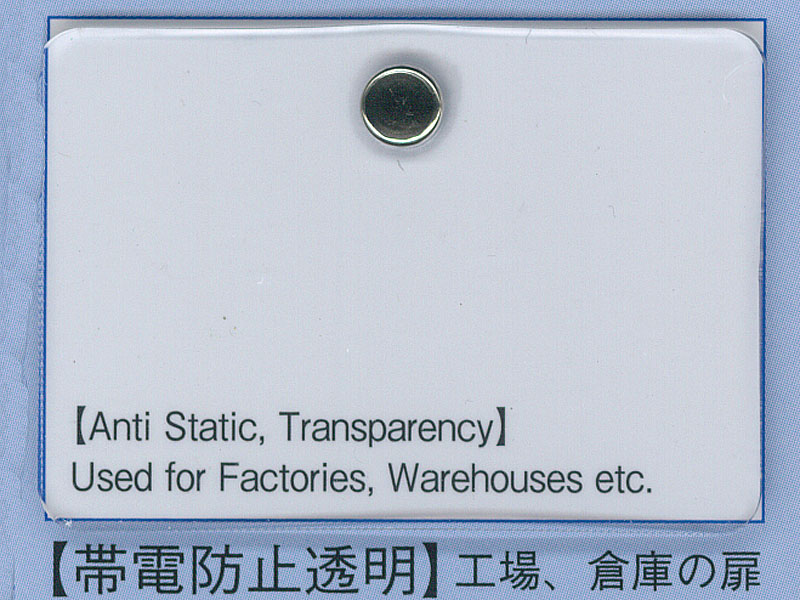 【Anti Static, Transparency】
Used for Factories, Warehouses etc.
【帯電防止透明】工場、倉庫の扉